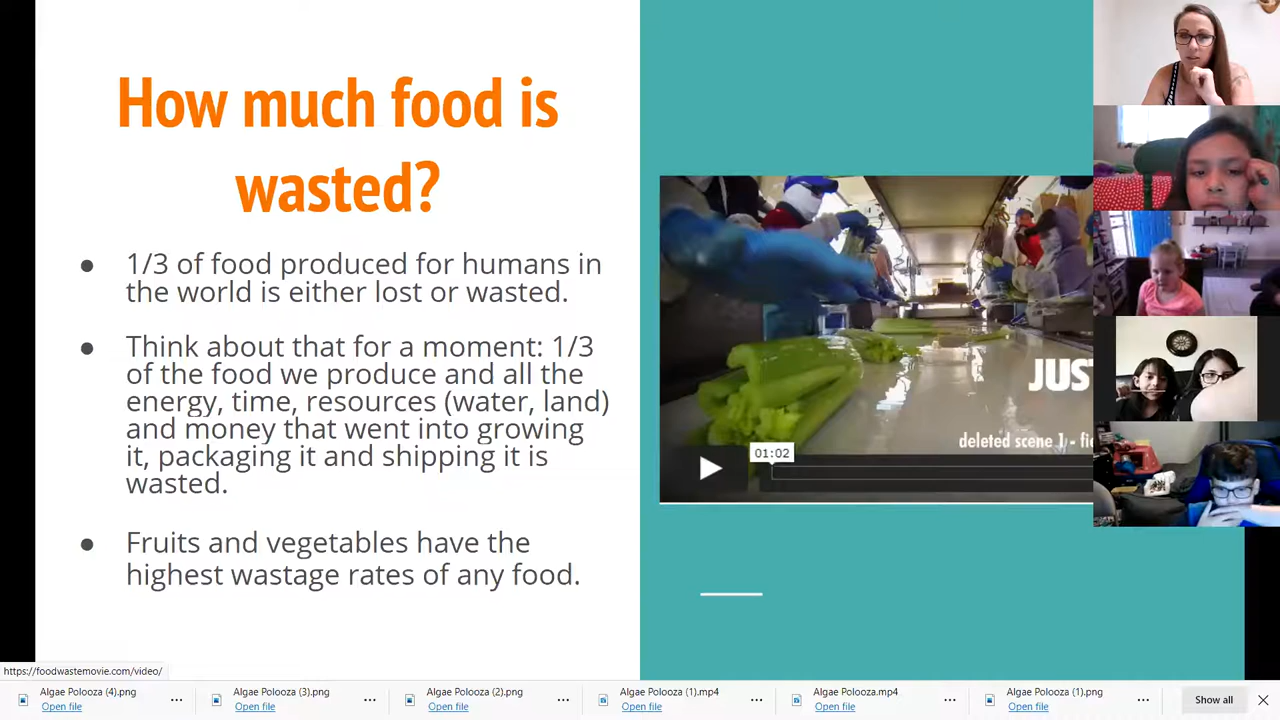 How much food is
wasted?
● 1/3 of food produced for humans in
the world is either lost or wasted.
● Think about that for a moment: 1/3
of the food we produce and all the
energy, time, resources (water, land)
and money that went into growing
it, packaging it and shipping it is
wasted.
● Fruits and vegetables have the
highest wastage rates of any food.
JUS
deleted scene 1 - fi
01:02
https://foodwastemovie.com/video/
Algae Polooza (4).png
Open file
Algae Polooza (3).png
Open file
Algae Polooza (2).png
Open file
Algae Polooza (1).mp4
Open file
Algae Polooza.mp4
Open file
Algae Polooza (1).png
Open file
Show all